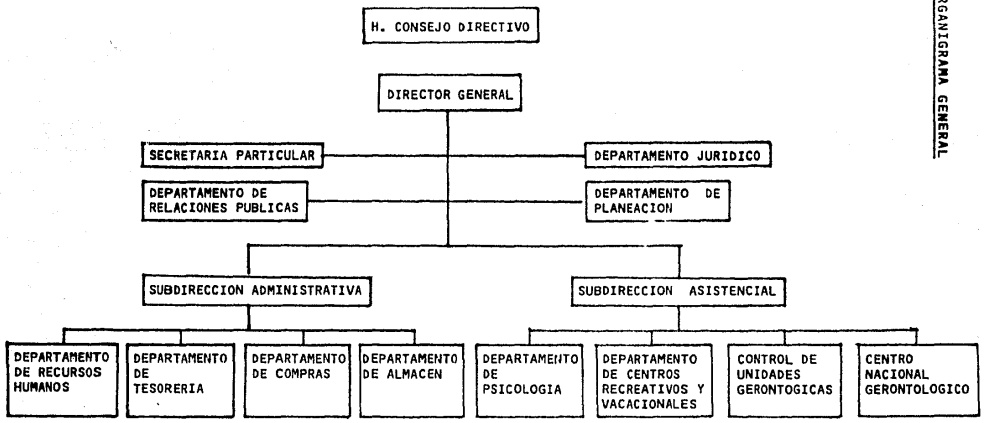 RGANIGRAMA GENERAL
H. CONSEJO DIRECTIVO
DIRECTOR GENERAL
SECRETARIA PARTICULAR
DEPARTAMENTO JURIDICO
DEPARTAMENTO DE
RELACIONES PUBLICAS
DEPARTAMENTO DE
PLANEACION
SUBDIRECCION ADMINISTRATIVA
SUBDIRECCION ASISTENCIAL
DEPARTAMENTO
DE RECURSOS
HUMANOS
DEPARTAMENTO
DE
TESORERIA
DEPARTAMENTO
DE COMPRAS
DEPARTAMENTO
DE ALMACEN
DEPARTAMENTO
DE
PSICOLOGIA
DEPARTAMENTO
DE CENTROS
RECREATIVOS Y
VACACIONALES
CONTROL DE
UNIDADES
GERONTOGICAS
CENTRO
NACIONAL
GERONTOLOGICO